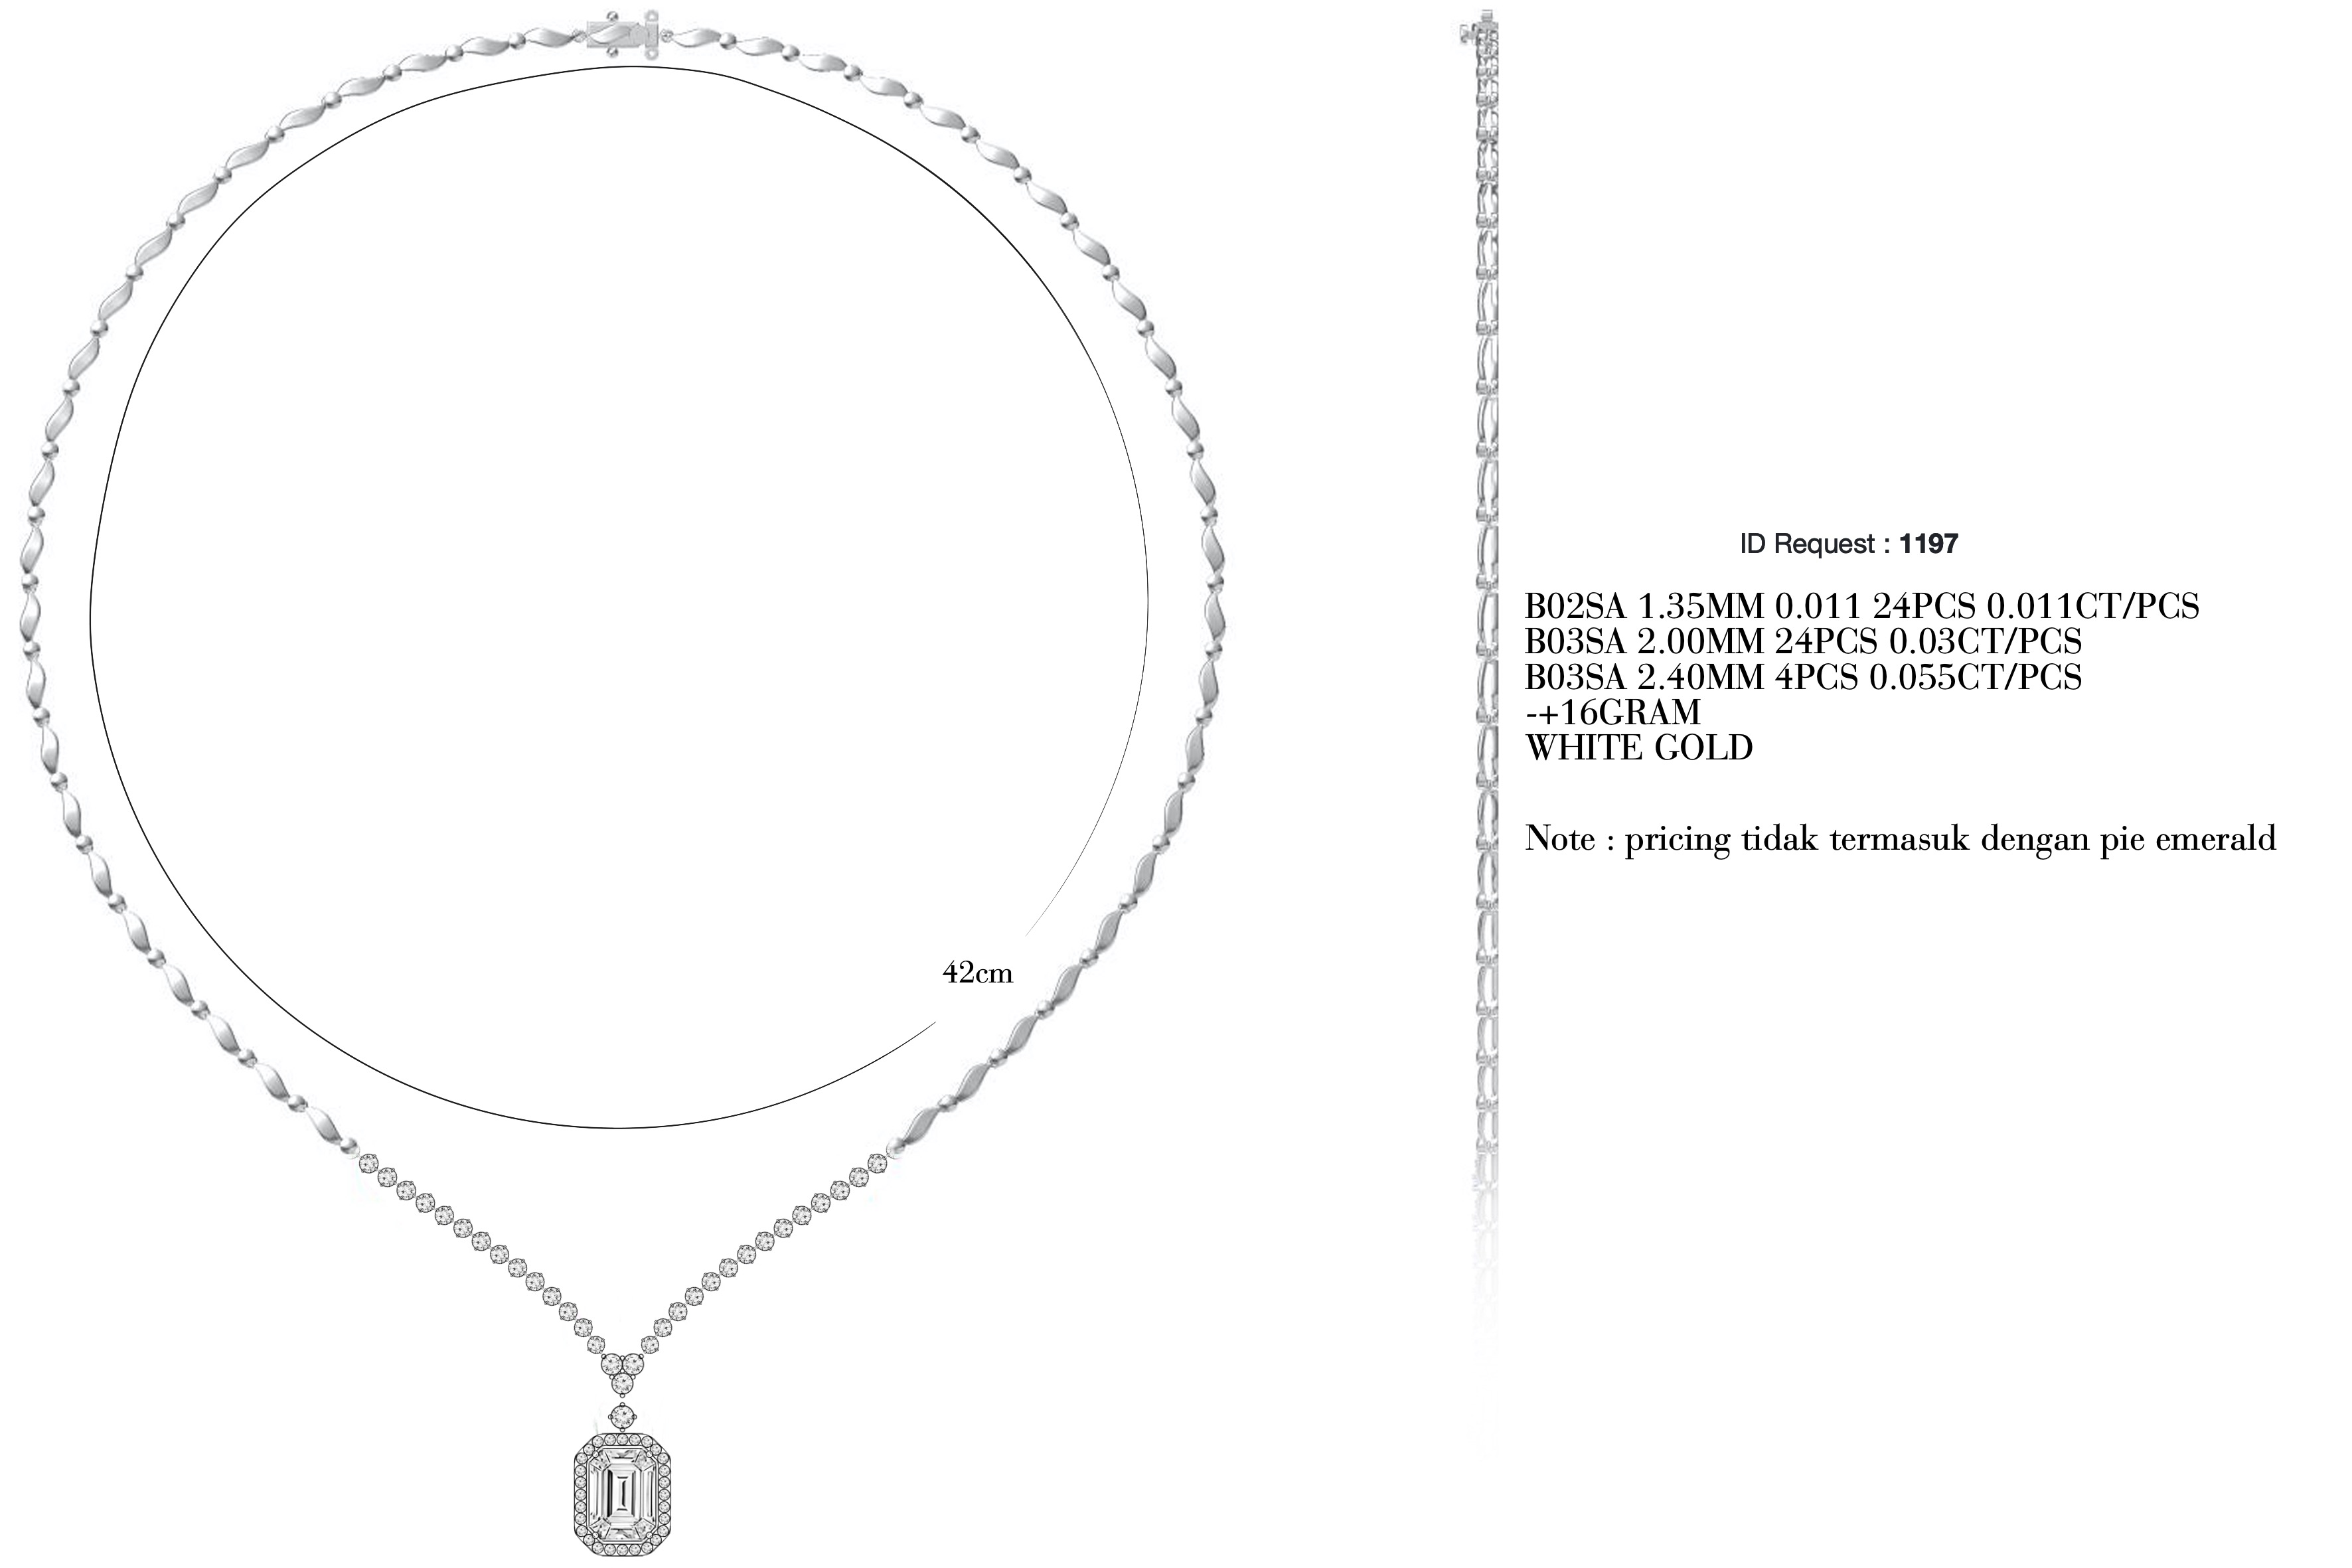 ID Request : 1197
B02SA 1.35MM 0.011 24PCS 0.011CT/PCS
B03SA 2.00MM 24PCS 0.03CT/PCS
B03SA 2.40MM 4PCS 0.055CT/PCS
-+16GRAM
WHITE GOLD
Note : pricing tidak termasuk dengan pie emerald
42cm